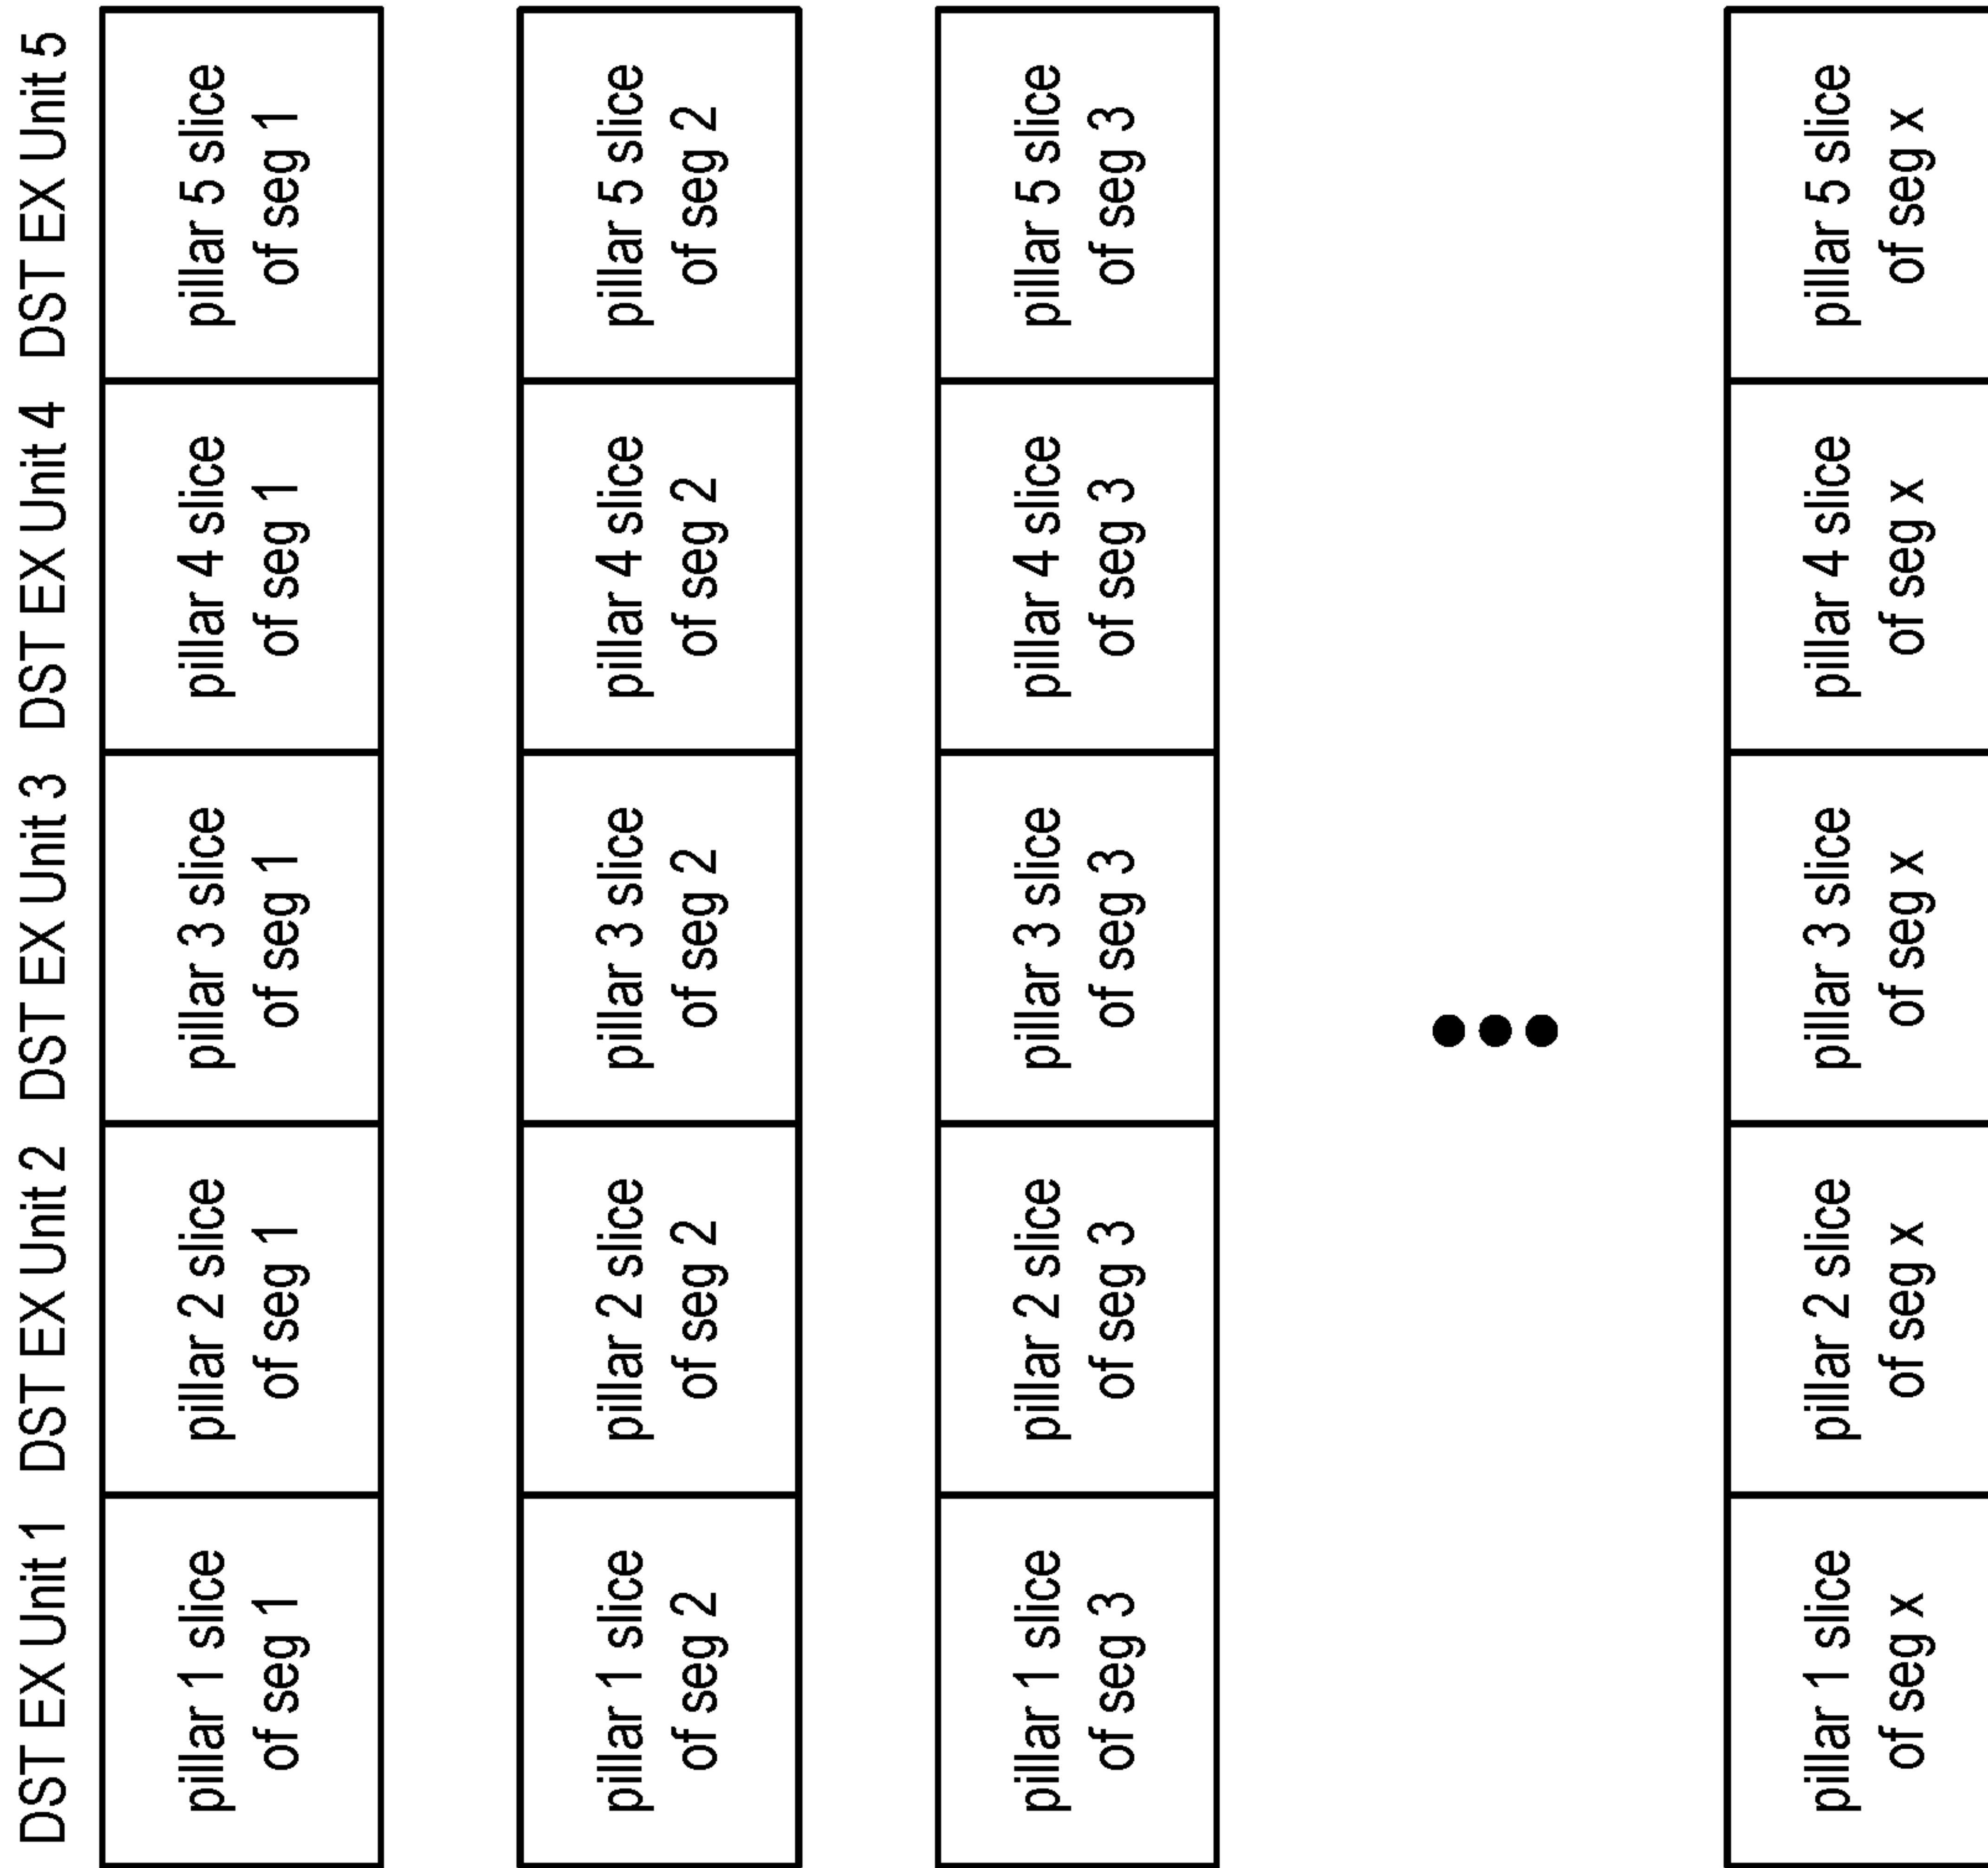 DST EX Unit 1 DST EX Unit 2 DST EX Unit 3 DST EX Unit 4 DST EX Unit 5
pillar 1 slice
of seg 1
pillar 2 slice
of seg 1
pillar 3 slice
of seg 1
pillar 4 slice
of seg 1
pillar 5 slice
of seg 1
pillar 1 slice
of seg 2
pillar 2 slice
of seg 2
pillar 3 slice
of seg 2
pillar 4 slice
of seg 2
pillar 5 slice
of seg 2
pillar 1 slice
of seg 3
pillar 2 slice
of seg 3
pillar 3 slice
of seg 3
pillar 4 slice
of seg 3
pillar 5 slice
of seg 3
pillar 1 slice
of seg x
pillar 2 slice
of seg x
pillar 3 slice
of seg x
pillar 4 slice
of seg x
pillar 5 slice
of seg x